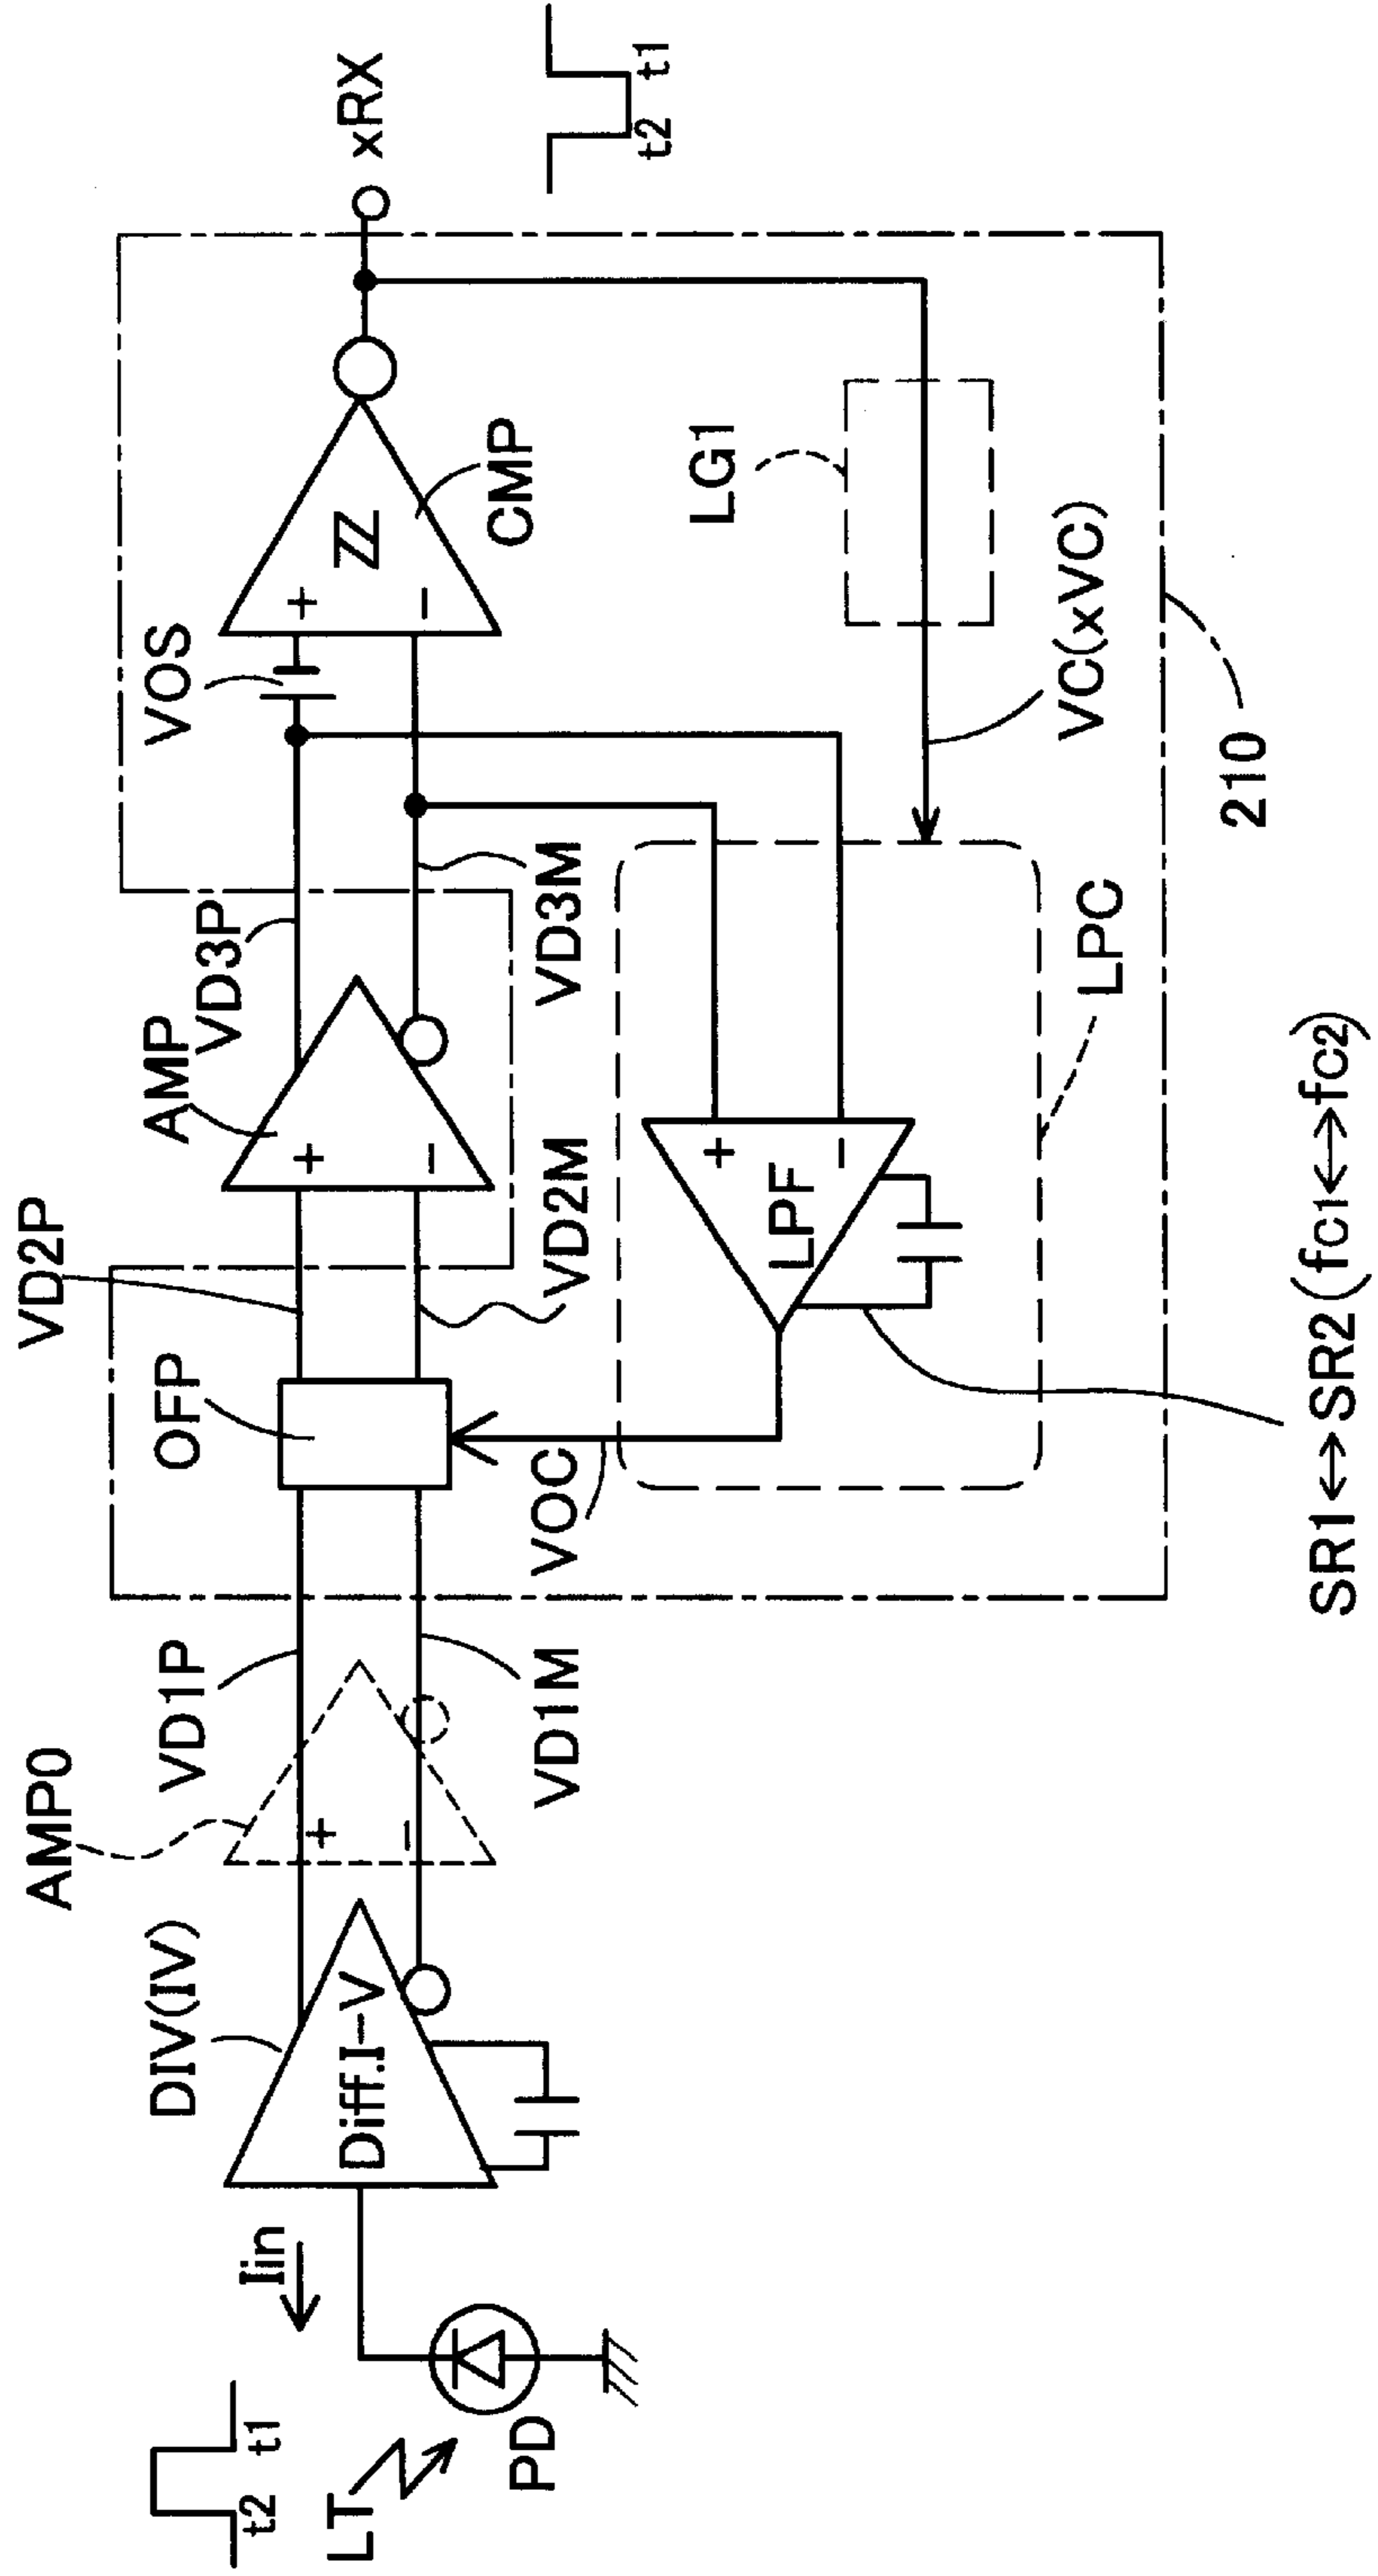 LT
t2 t1
PD
Iin
DIV(IV)
Diff.I-V
AMP0
+
-
VD1P
VD1M
OFP
VOC
VD2P
VD2M
AMP
+
-
VD3P
VD3M
VOS
+
-
ZZ
CMP
xRX
t2 t1
LG1
VC(xVC)
LPF
+
-
LPC
210
SR1↔SR2(fC1↔fC2)